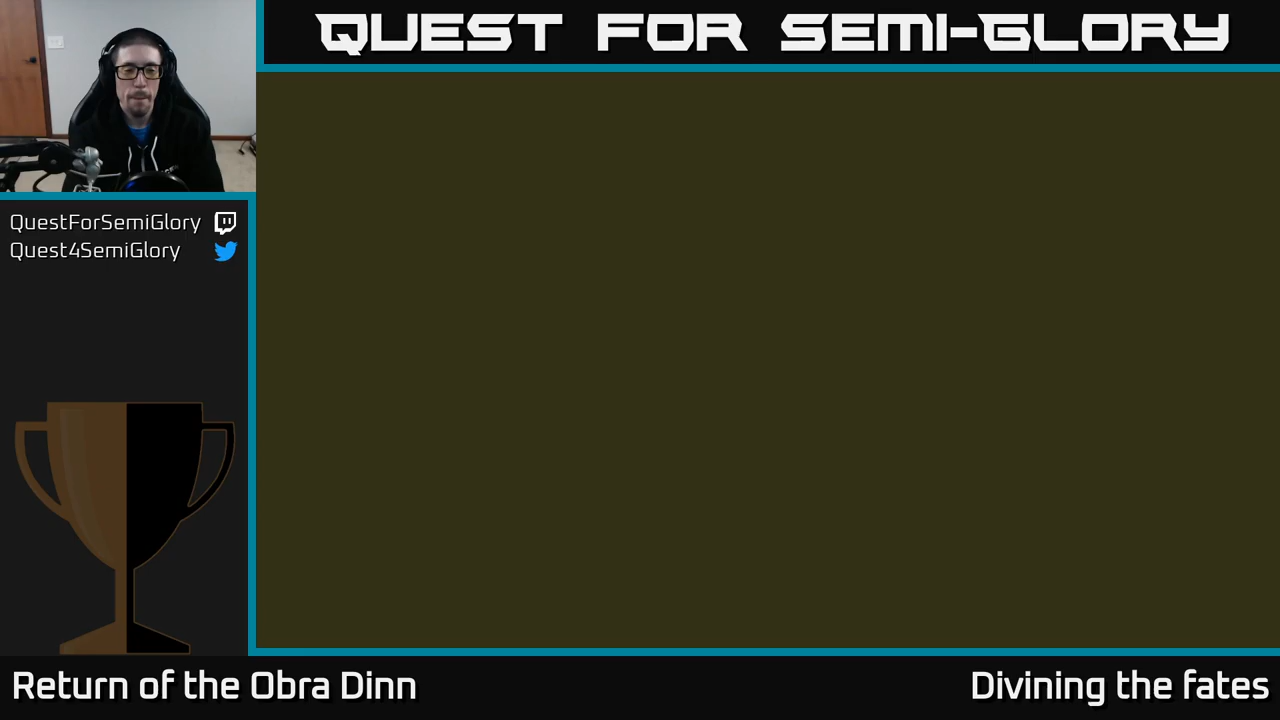 QUEST FOR SEMI-GLORY
QuestForSemiGlory
Quest4SemiGlory
Return of the Obra Dinn
Divining the fates